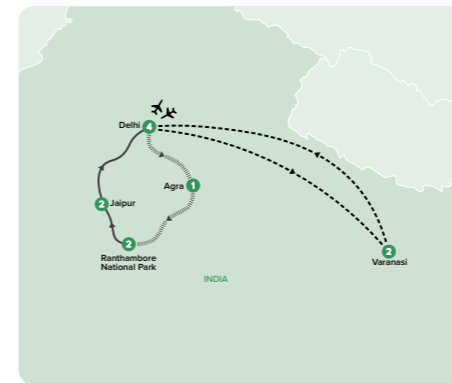 Delhi 4
Agra 1
2 Jaipur
2
Ranthambore
National Park
2
Varanasi
INDIA